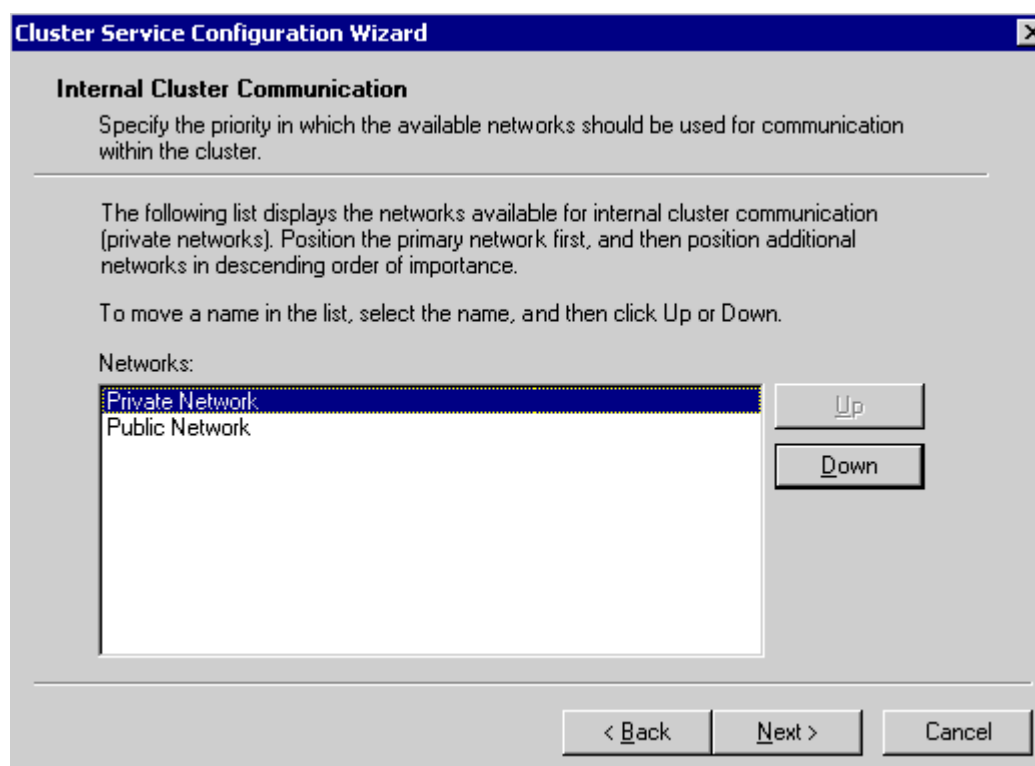 Cluster Service Configuration Wizard
Internal Cluster Communication
Specify the priority in which the available networks should be used for communication
within the cluster.
The following list displays the networks available for internal cluster communication
(private networks). Position the primary network first, and then position additional
networks in descending order of importance.
To move a name in the list, select the name, and then click Up or Down.
Networks:
Private Network
Public Network
Up
Down
< Back
Next >
Cancel